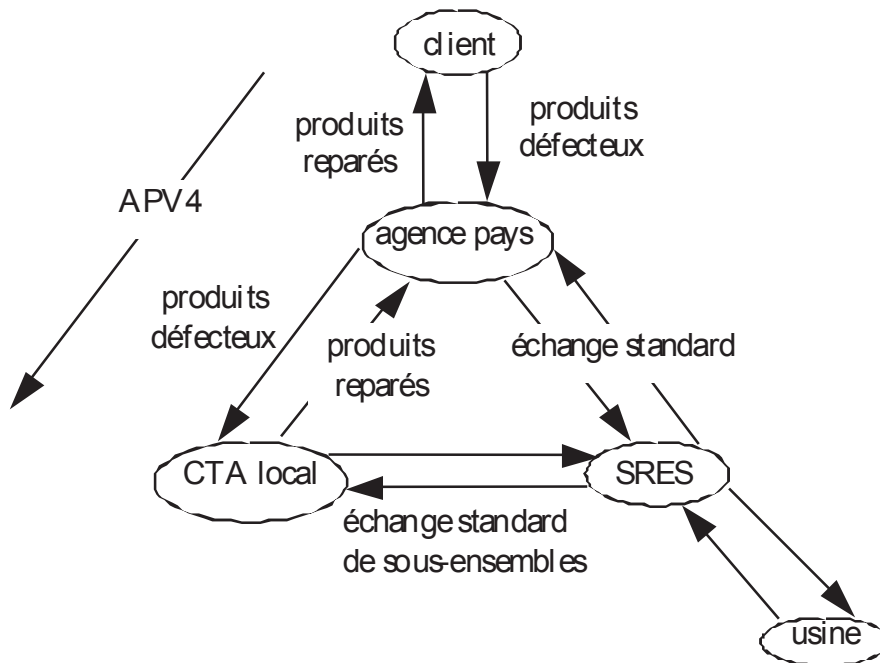 client
produits
reparés
produits
défecteux
APV4
agence pays
produits
défecteux
produits
reparés
échange standard
CTA local
SRES
échange standard
de sous-ensembles
usine